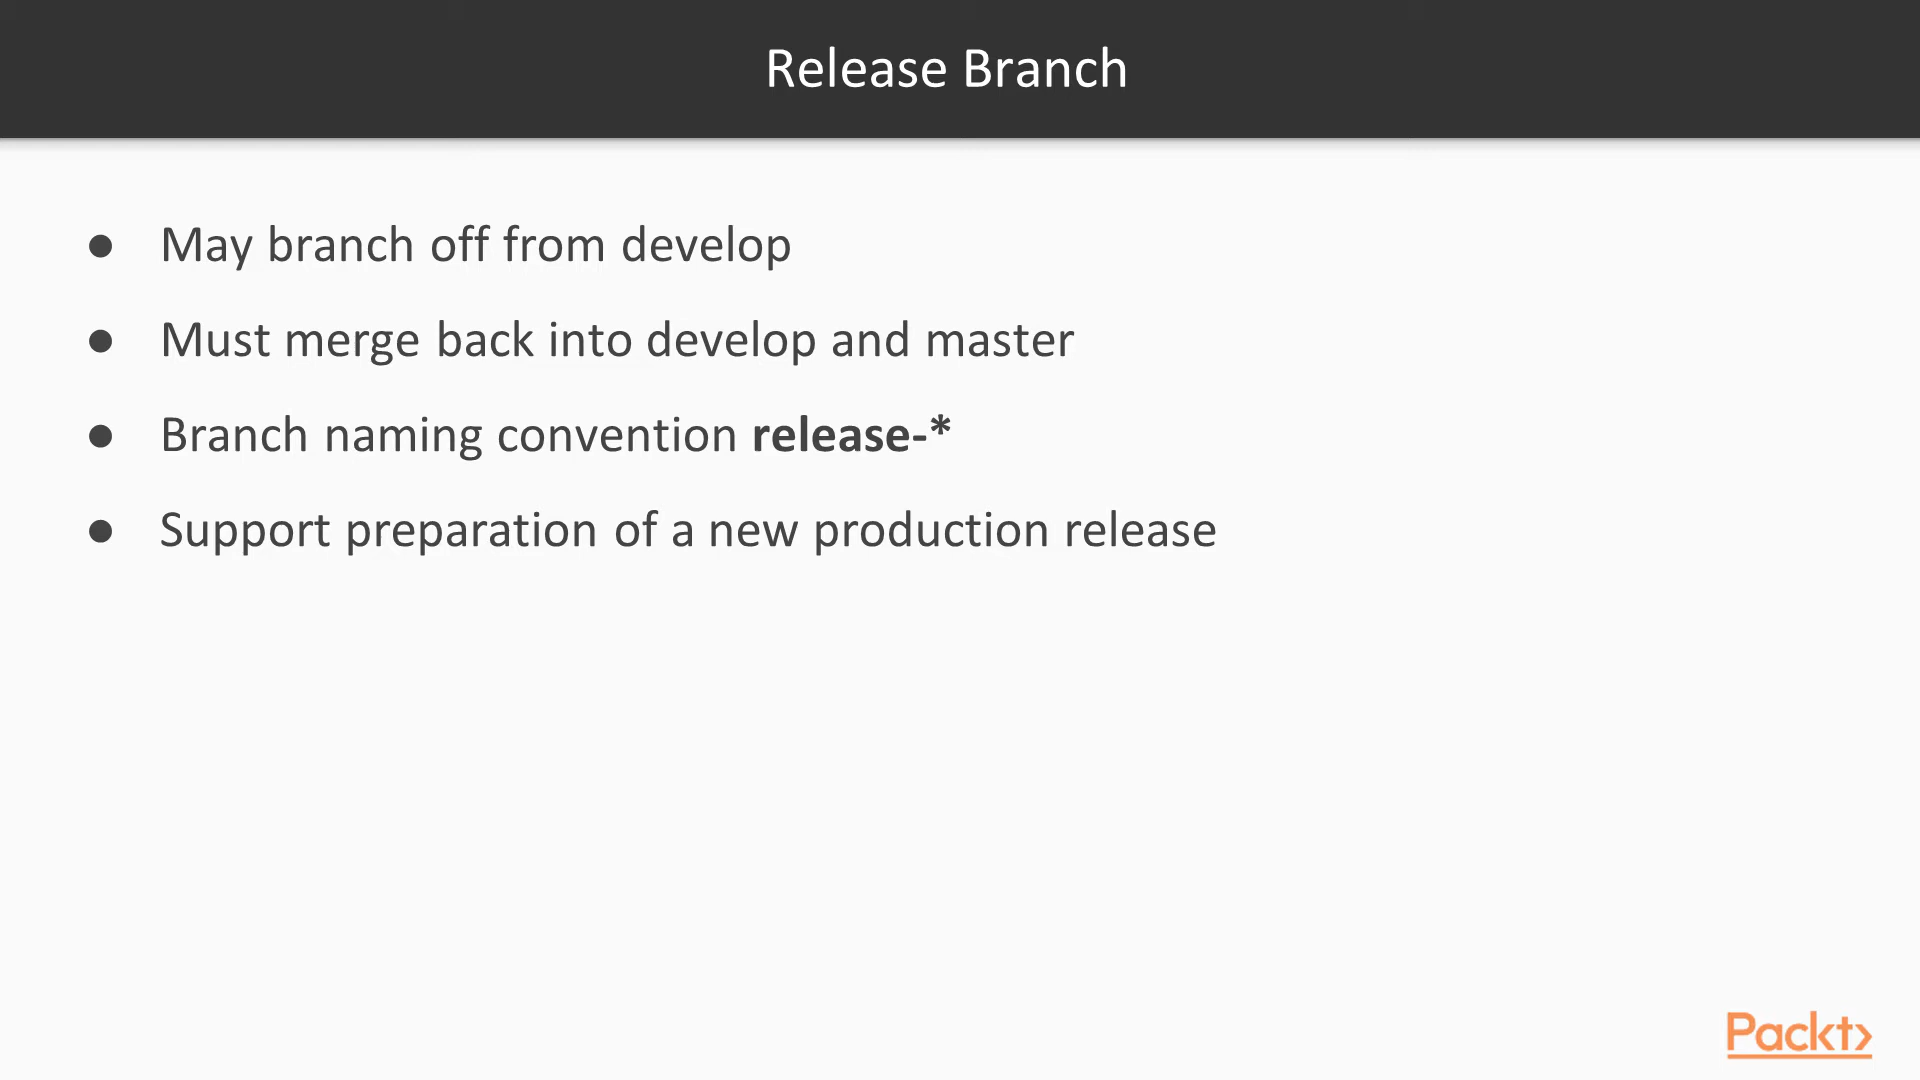 Release Branch
● May branch off from develop
● Must merge back into develop and master
● Branch naming convention release-*
● Support preparation of a new production release
Packt>